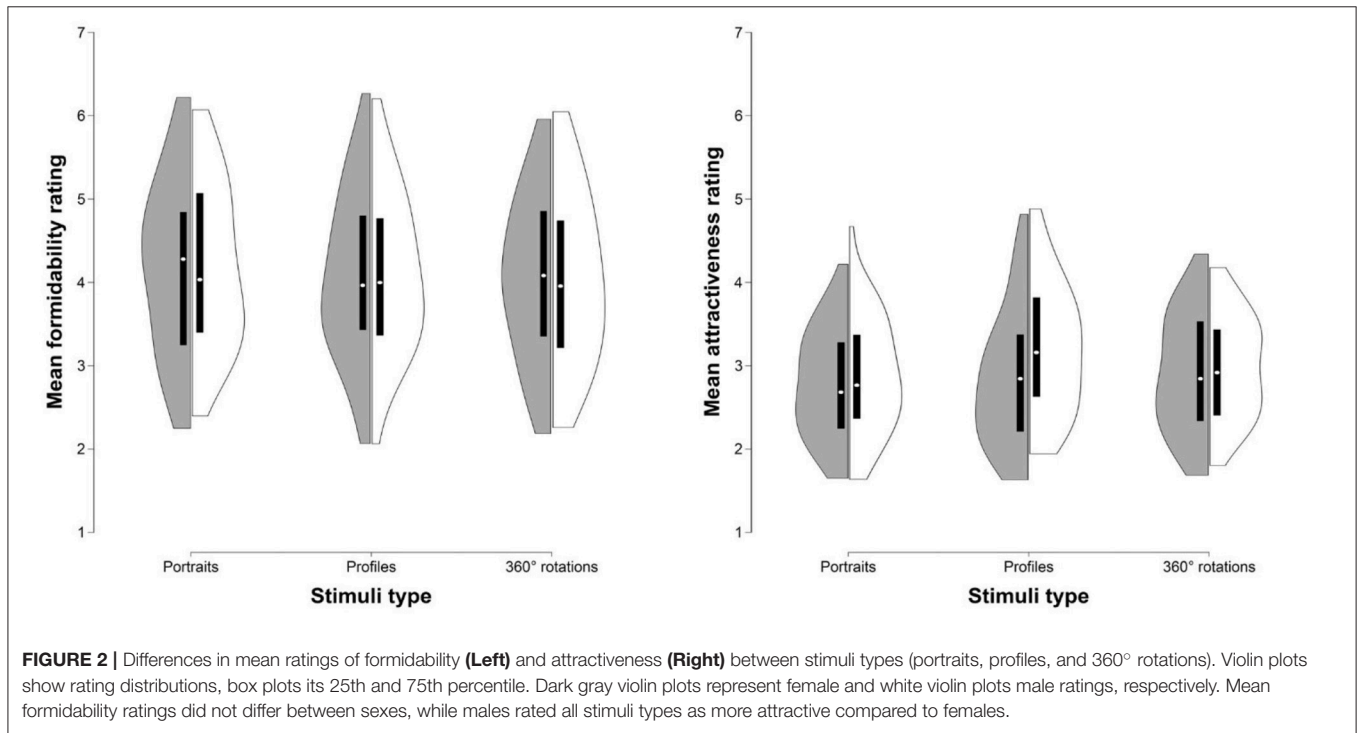 7
6
5
4
3
2
1
Mean formidability rating
Portraits
Profiles
360° rotations
Stimuli type
7
6
5
4
3
2
1
Mean attractiveness rating
Portraits
Profiles
360° rotations
Stimuli type
FIGURE 2 | Differences in mean ratings of formidability (Left) and attractiveness (Right) between stimuli types (portraits, profiles, and 360° rotations). Violin plots
show rating distributions, box plots its 25th and 75th percentile. Dark gray violin plots represent female and white violin plots male ratings, respectively. Mean
formidability ratings did not differ between sexes, while males rated all stimuli types as more attractive compared to females.